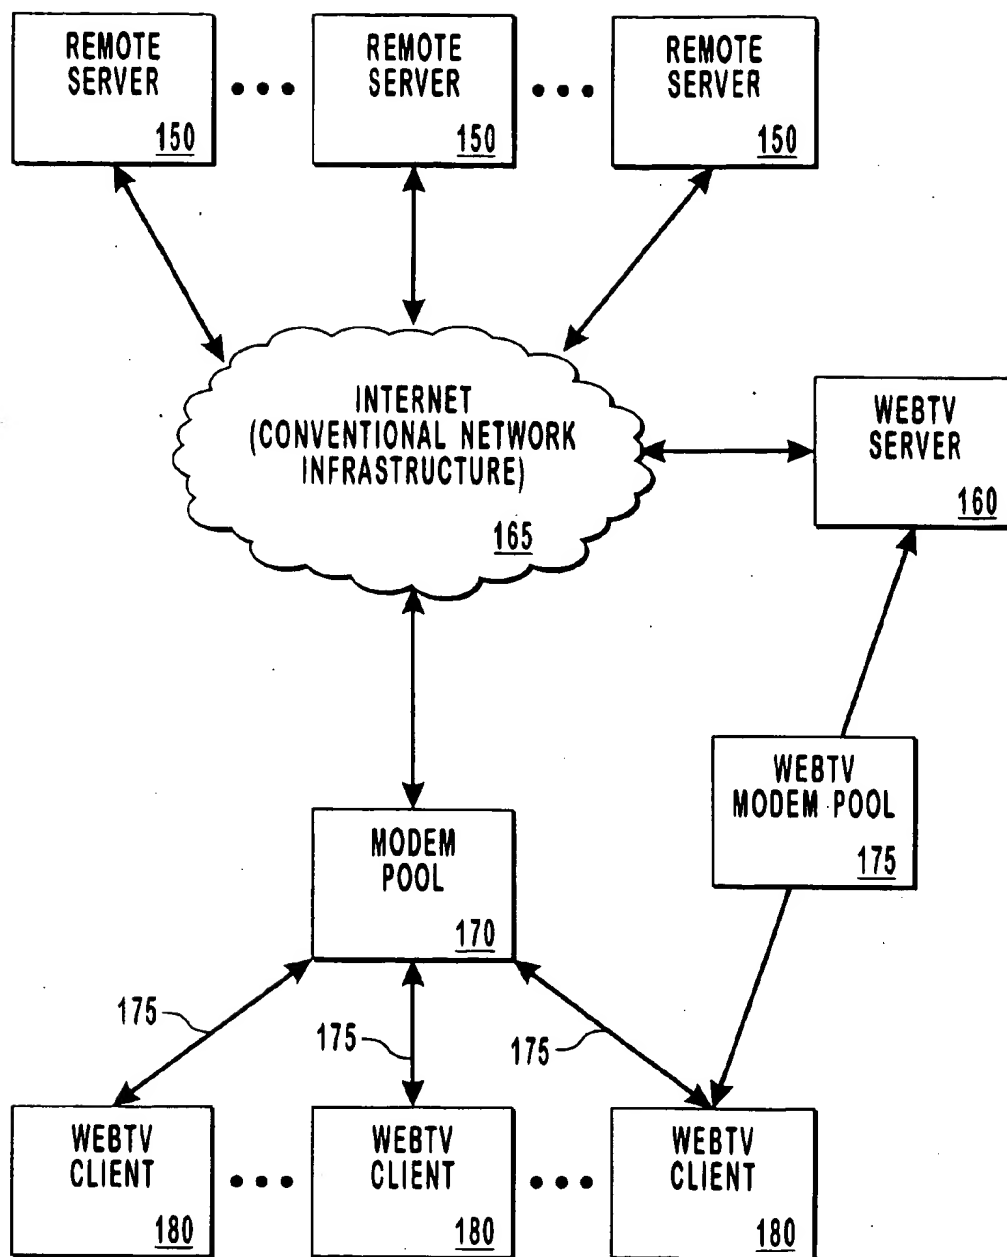 REMOTE
SERVER
150
REMOTE
SERVER
150
REMOTE
SERVER
150
INTERNET
(CONVENTIONAL NETWORK
INFRASTRUCTURE)
165
WEBTV
SERVER
160
WEBTV
MODEM POOL
175
MODEM
POOL
170
175
175
175
WEBTV
CLIENT
180
WEBTV
CLIENT
180
WEBTV
CLIENT
180